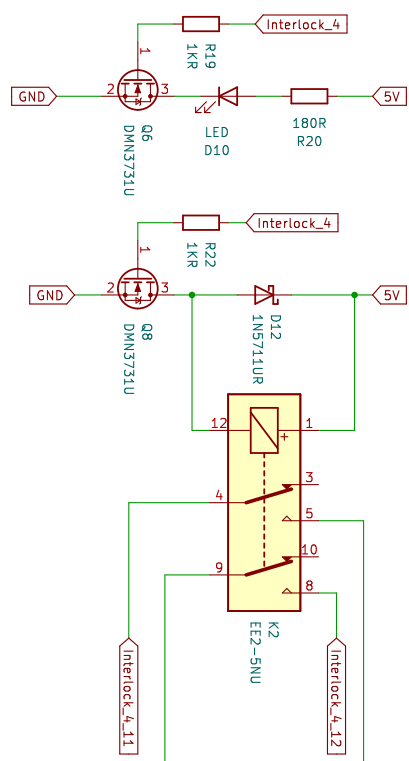 Interlock_4
1
R19
1KR
GND
2
3
5V
Q6
DMN3731U
LED
D10
180R
R20
Interlock_4
1
R22
1KR
GND
2
3
5V
Q8
DMN3731U
D12
1N5711UR
12
1
+
3
4
5
10
9
8
K2
EE2-5NU
Interlock_4_11
Interlock_4_12